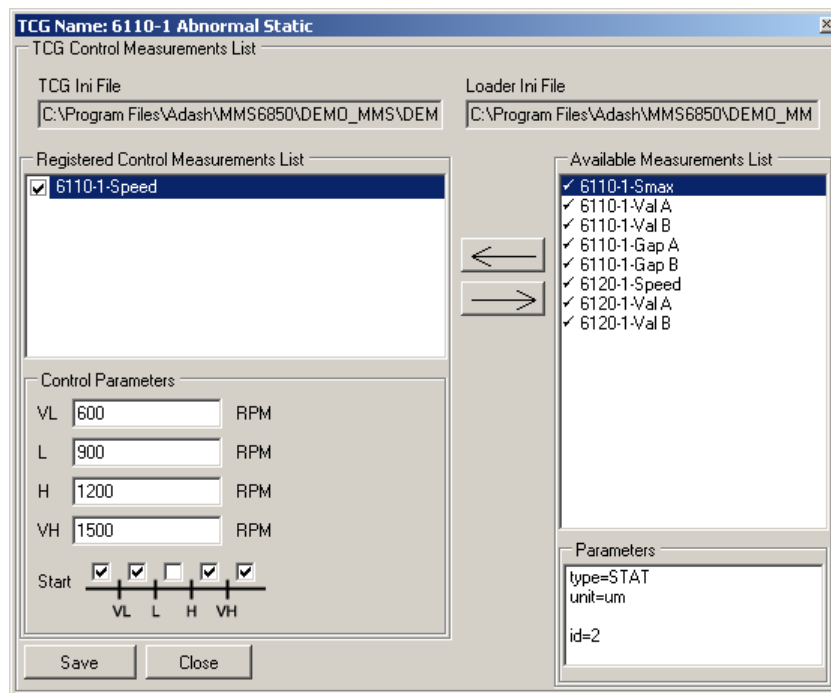 TCG Name: 6110-1 Abnormal Static
TCG Control Measurements List
TCG Ini File
Loader Ini File
C:\Program Files\Adash\MMS6850\DEMO_MMS\DEM
C:\Program Files\Adash\MMS6850\DEMO_MM
Registered Control Measurements List
6110-1-Speed
Available Measurements List
6110-1-Smax
6110-1-Val A
6110-1-Val B
6110-1-Gap A
6110-1-Gap B
6120-1-Speed
6120-1-Val A
6120-1-Val B
Control Parameters
VL 600 RPM
L 900 RPM
H 1200 RPM
VH 1500 RPM
Start
VL L H VH
Parameters
type=STAT
unit=um
id=2
Save Close